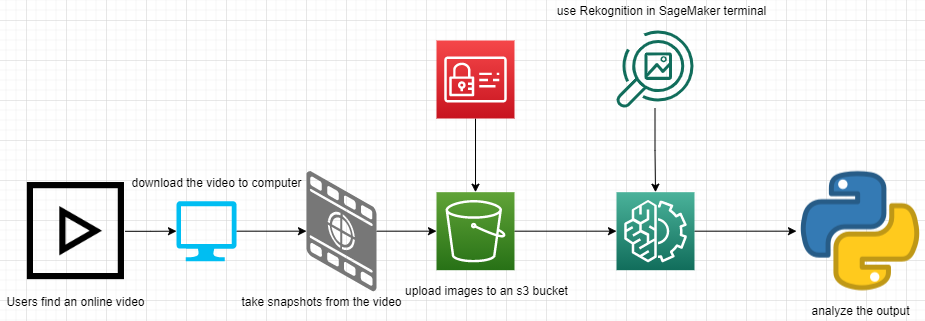 use Rekognition in SageMaker terminal
download the video to computer
Users find an online video
take snapshots from the video
upload images to an s3 bucket
analyze the output